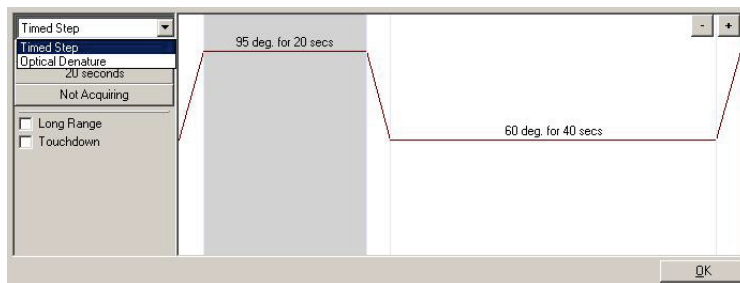 Timed Step
Timed Step
Optical Denature
20 seconds
Not Acquiring
Long Range
Touchdown
95 deg. for 20 secs
60 deg. for 40 secs
- +
OK